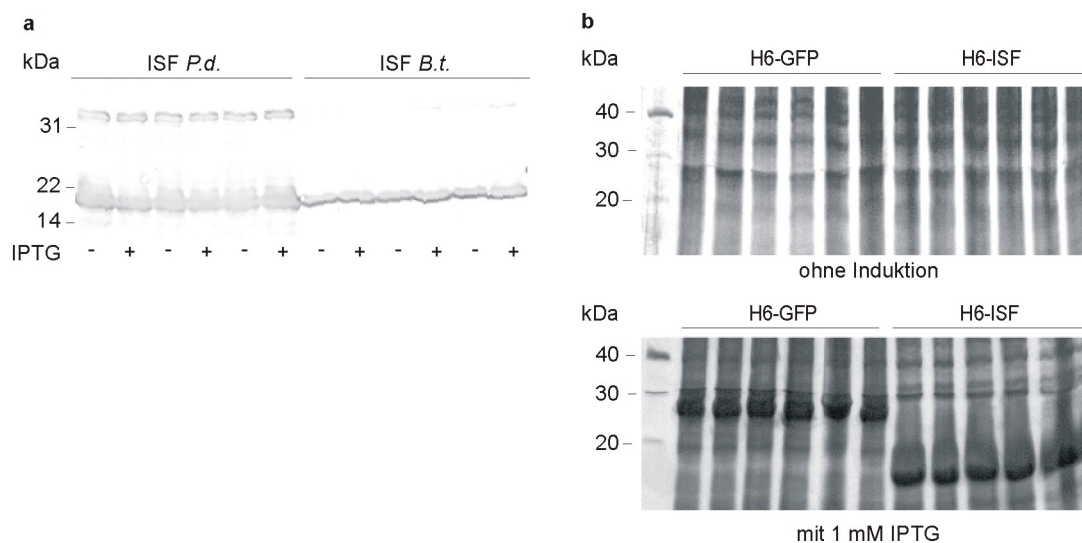 a
kDa
ISF P.d.
ISF B.t.
31
22
14
IPTG - + - + - + - + - + - +
b
kDa
H6-GFP
H6-ISF
40
30
20
ohne Induktion
kDa
H6-GFP
H6-ISF
40
30
20
mit 1 mM IPTG